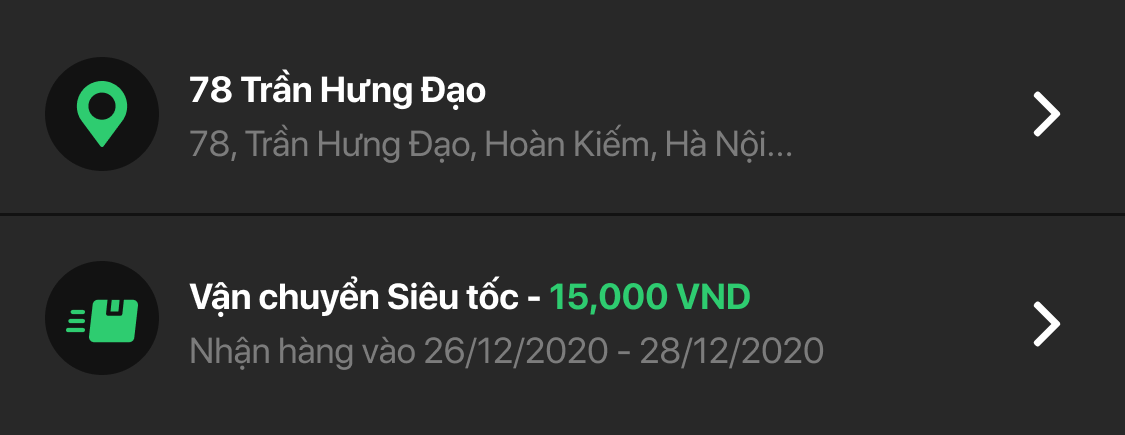 78 Trần Hưng Đạo
78, Trần Hưng Đạo, Hoàn Kiếm, Hà Nội...
Vận chuyển Siêu tốc - 15,000 VND
Nhận hàng vào 26/12/2020 - 28/12/2020